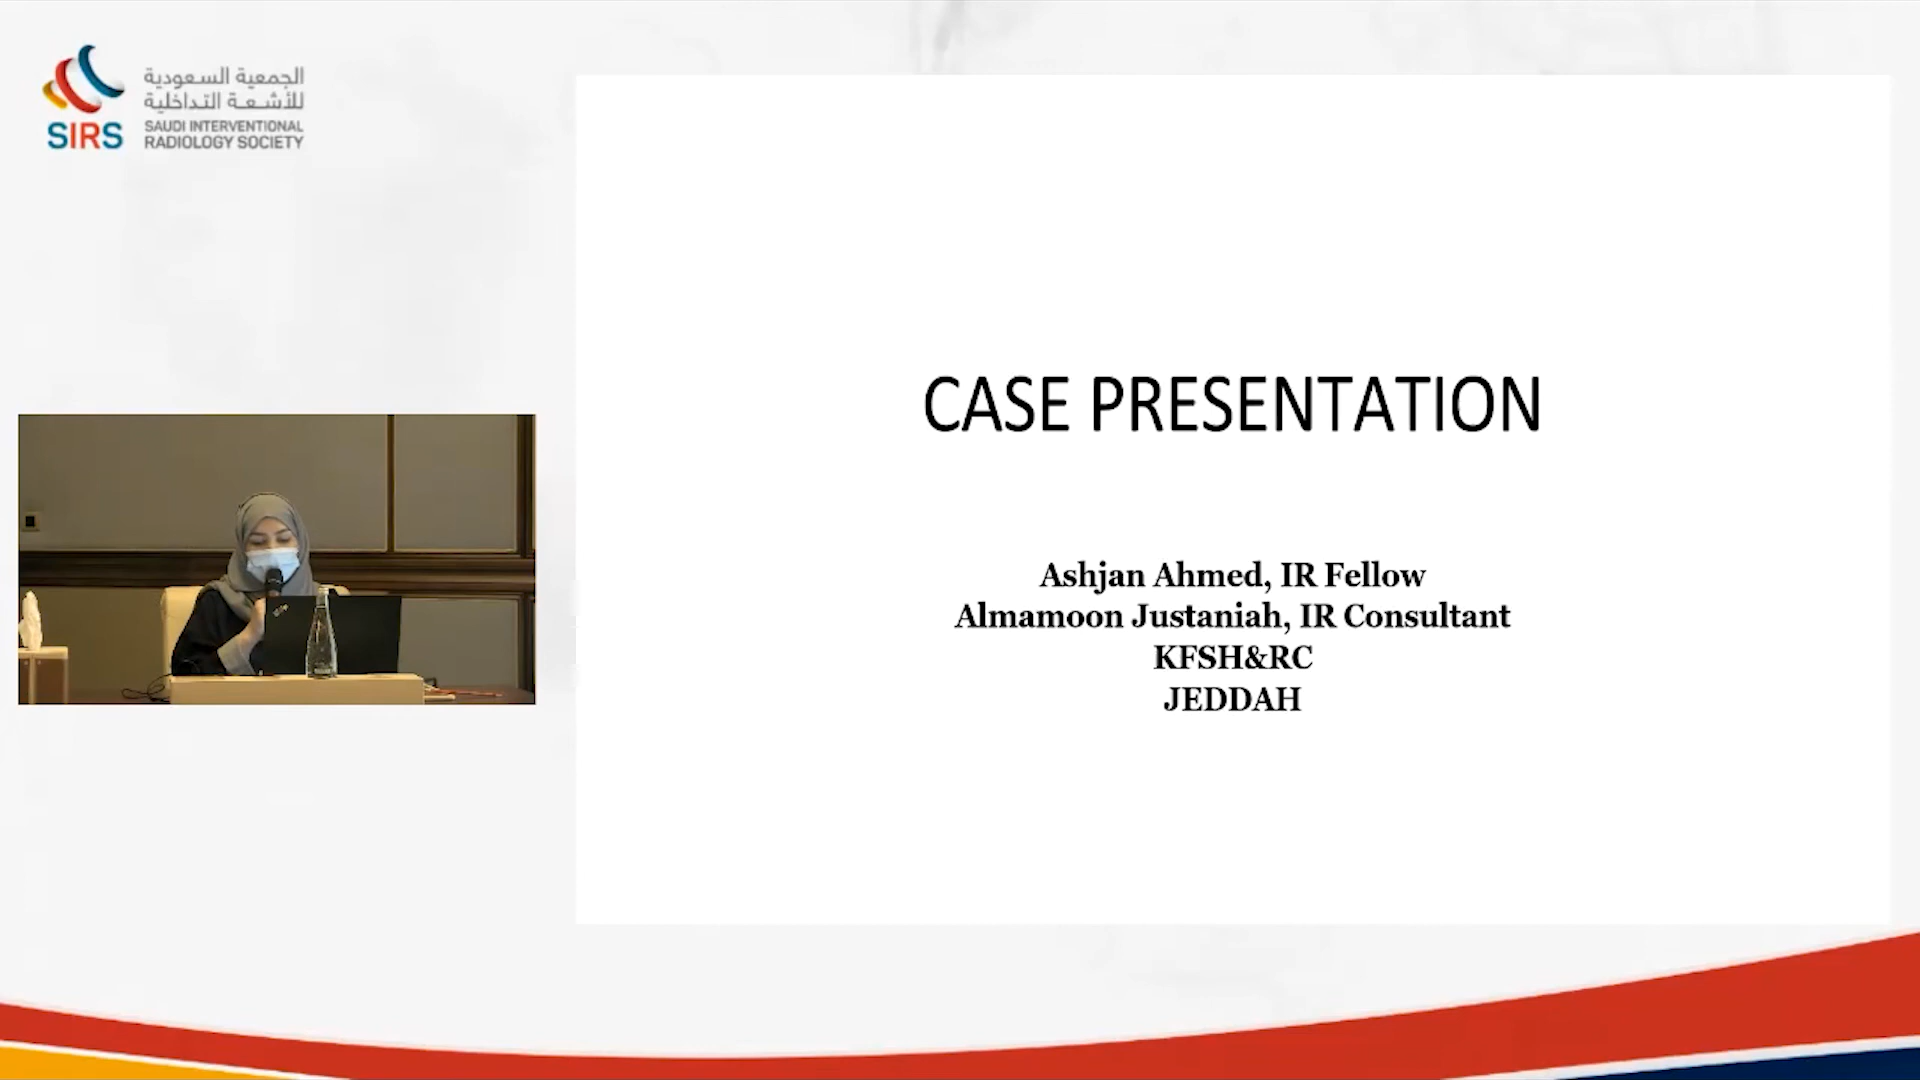 الجمعية السعودية
للأشعة التداخلية
SIRS
SAUDI INTERVENTIONAL
RADIOLOGY SOCIETY
CASE PRESENTATION
Ashjan Ahmed, IR Fellow
Almamoon Justaniah, IR Consultant
KFSH&RC
JEDDAH